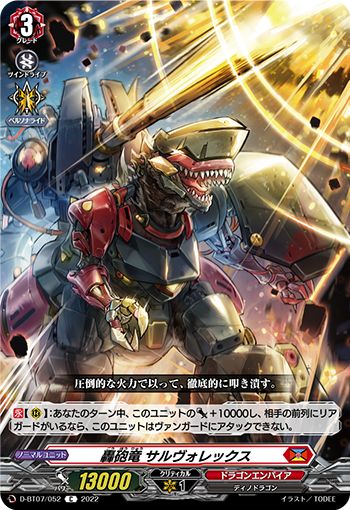 3
グレード
ツインドライブ
ペルソナライド
圧倒的な火力で以って、徹底的に叩き潰す。
永【R】:あなたのターン中、このユニットの+10000し、相手の前列にリア
ガードがいるなら、このユニットはヴァンガードにアタックできない。
ノーマルユニット
轟砲竜 サルヴォレックス
パワー
13000
クリティカル
1
ドラゴンエンパイア
ディノドラゴン
D-BT07/052 C 2022
イラスト／TODEE